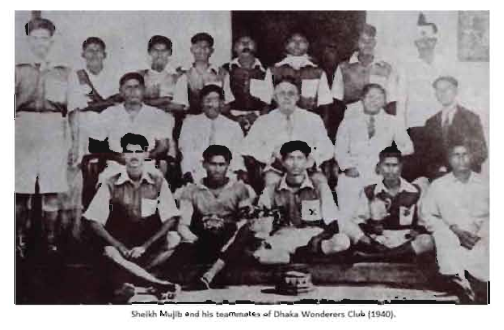 Sheikh Mujib and his teammates of Dhaka Wonderers Club (1940).